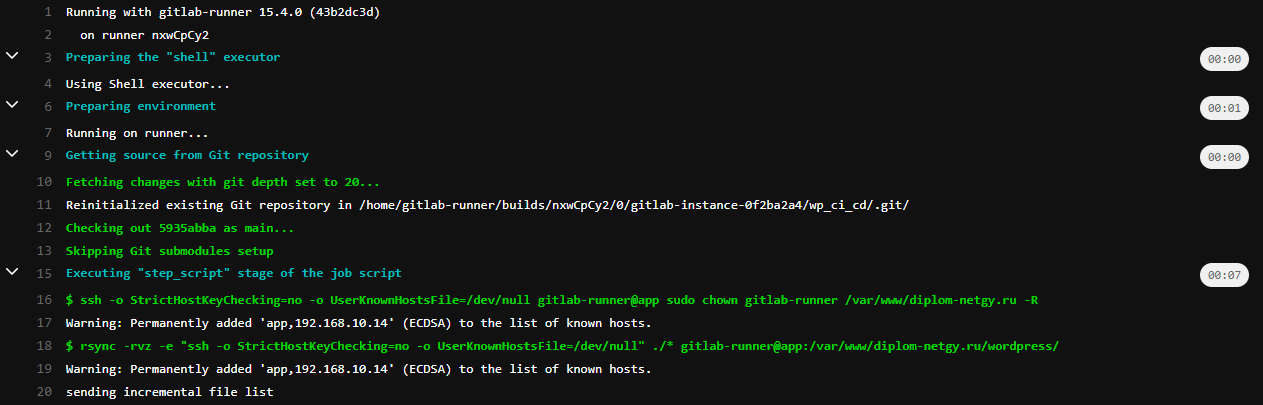 1 Running with gitlab-runner 15.4.0 (43b2dc3d)
2 on runner nxwCpCy2
3 Preparing the "shell" executor 00:00
4 Using Shell executor...
6 Preparing environment 00:01
7 Running on runner...
9 Getting source from Git repository 00:00
10 Fetching changes with git depth set to 20...
11 Reinitialized existing Git repository in /home/gitlab-runner/builds/nxwCpCy2/0/gitlab-instance-0f2ba2a4/wp_ci_cd/.git/
12 Checking out 5935abba as main...
13 Skipping Git submodules setup
15 Executing "step_script" stage of the job script 00:07
16 $ ssh -o StrictHostKeyChecking=no -o UserKnownHostsFile=/dev/null gitlab-runner@app sudo chown gitlab-runner /var/www/diplom-netgy.ru -R
17 Warning: Permanently added 'app,192.168.10.14' (ECDSA) to the list of known hosts.
18 $ rsync -rvz -e "ssh -o StrictHostKeyChecking=no -o UserKnownHostsFile=/dev/null" ./* gitlab-runner@app:/var/www/diplom-netgy.ru/wordpress/
19 Warning: Permanently added 'app,192.168.10.14' (ECDSA) to the list of known hosts.
20 sending incremental file list